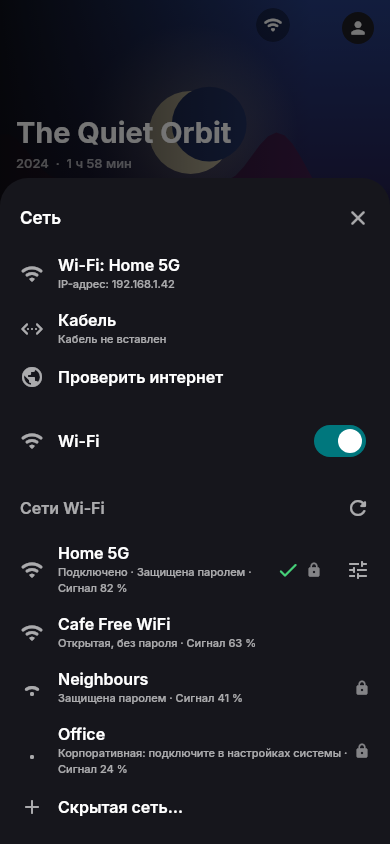 The Quiet Orbit
2024 · 1 ч 58 мин
Сеть
Wi-Fi: Home 5G
IP-адрес: 192.168.1.42
Кабель
Кабель не вставлен
Проверить интернет
Wi-Fi
Сети Wi-Fi
Home 5G
Подключено · Защищена паролем ·
Сигнал 82 %
Cafe Free WiFi
Открытая, без пароля · Сигнал 63 %
Neighbours
Защищена паролем · Сигнал 41 %
Office
Корпоративная: подключите в настройках системы ·
Сигнал 24 %
Скрытая сеть...